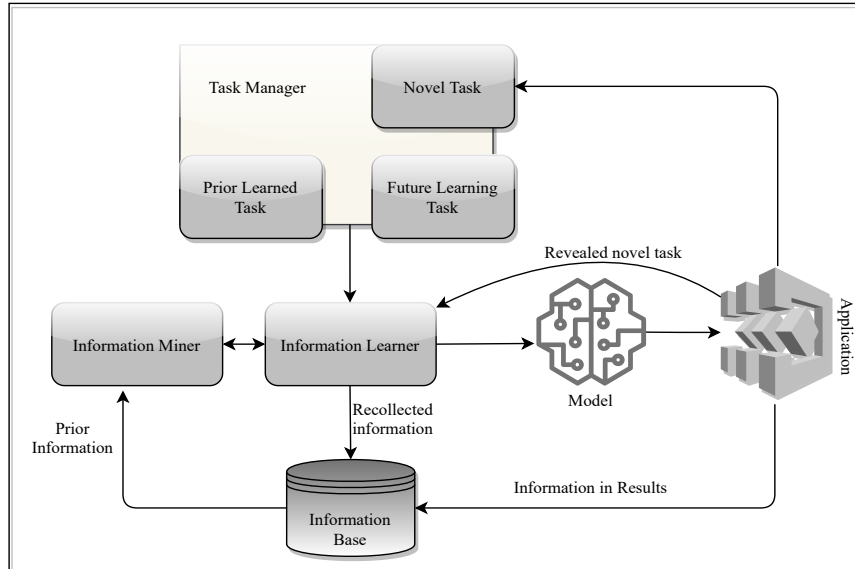 Task Manager
Novel Task
Prior Learned
Task
Future Learning
Task
Revealed novel task
Information Miner
Information Learner
Model
Application
Prior
Information
Recollected
information
Information in Results
Information
Base